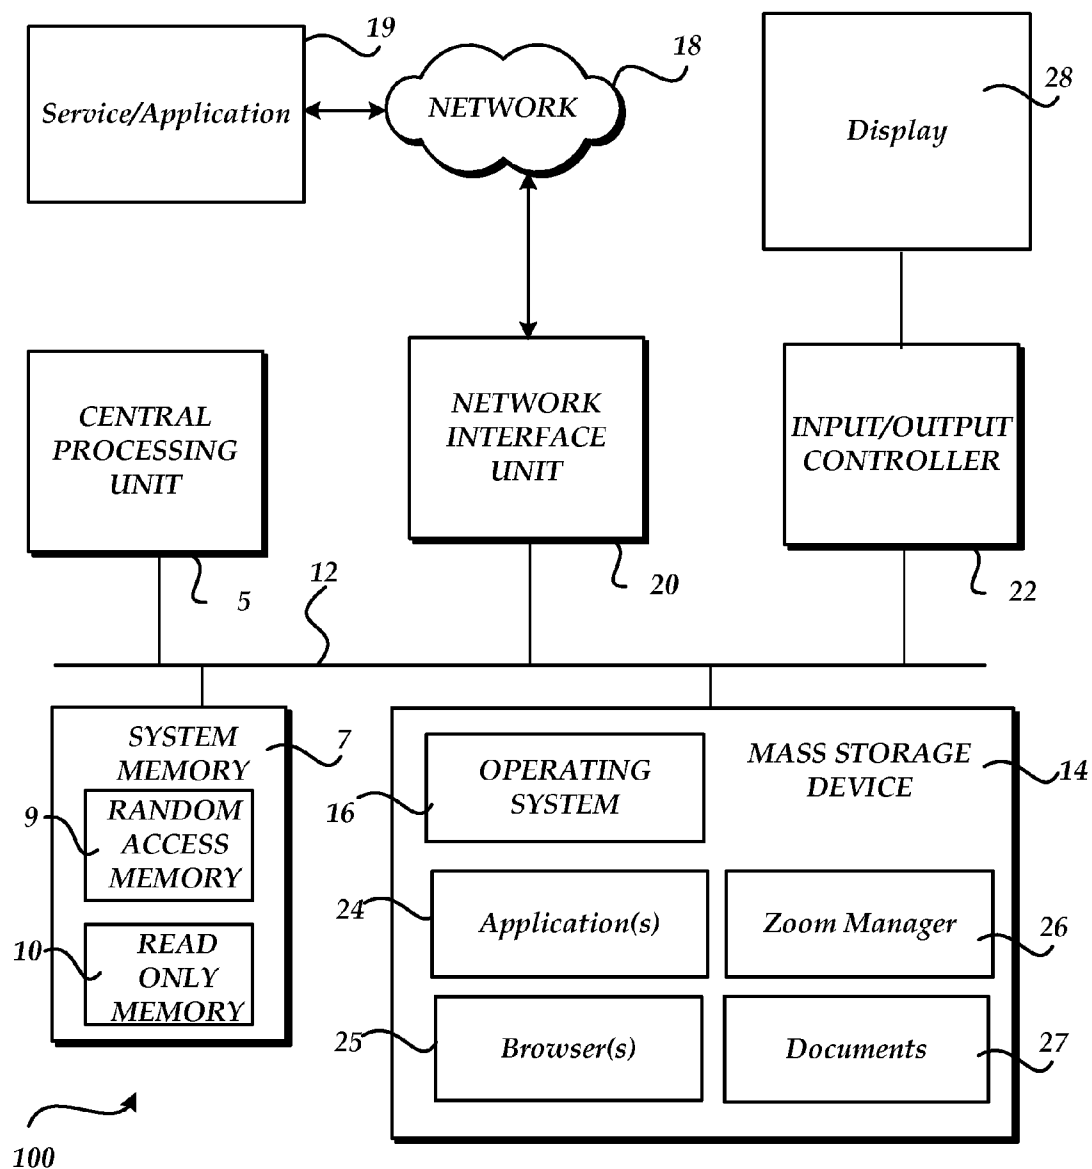 19
18
Service/Application
NETWORK
28
Display
CENTRAL
PROCESSING
UNIT
NETWORK
INTERFACE
UNIT
INPUT/OUTPUT
CONTROLLER
5
12
20
22
SYSTEM
MEMORY
7
RANDOM
ACCESS
MEMORY
9
READ
ONLY
MEMORY
10
OPERATING
SYSTEM
16
MASS STORAGE
DEVICE
14
24
Application(s)
Zoom Manager
26
25
Browser(s)
Documents
27
100